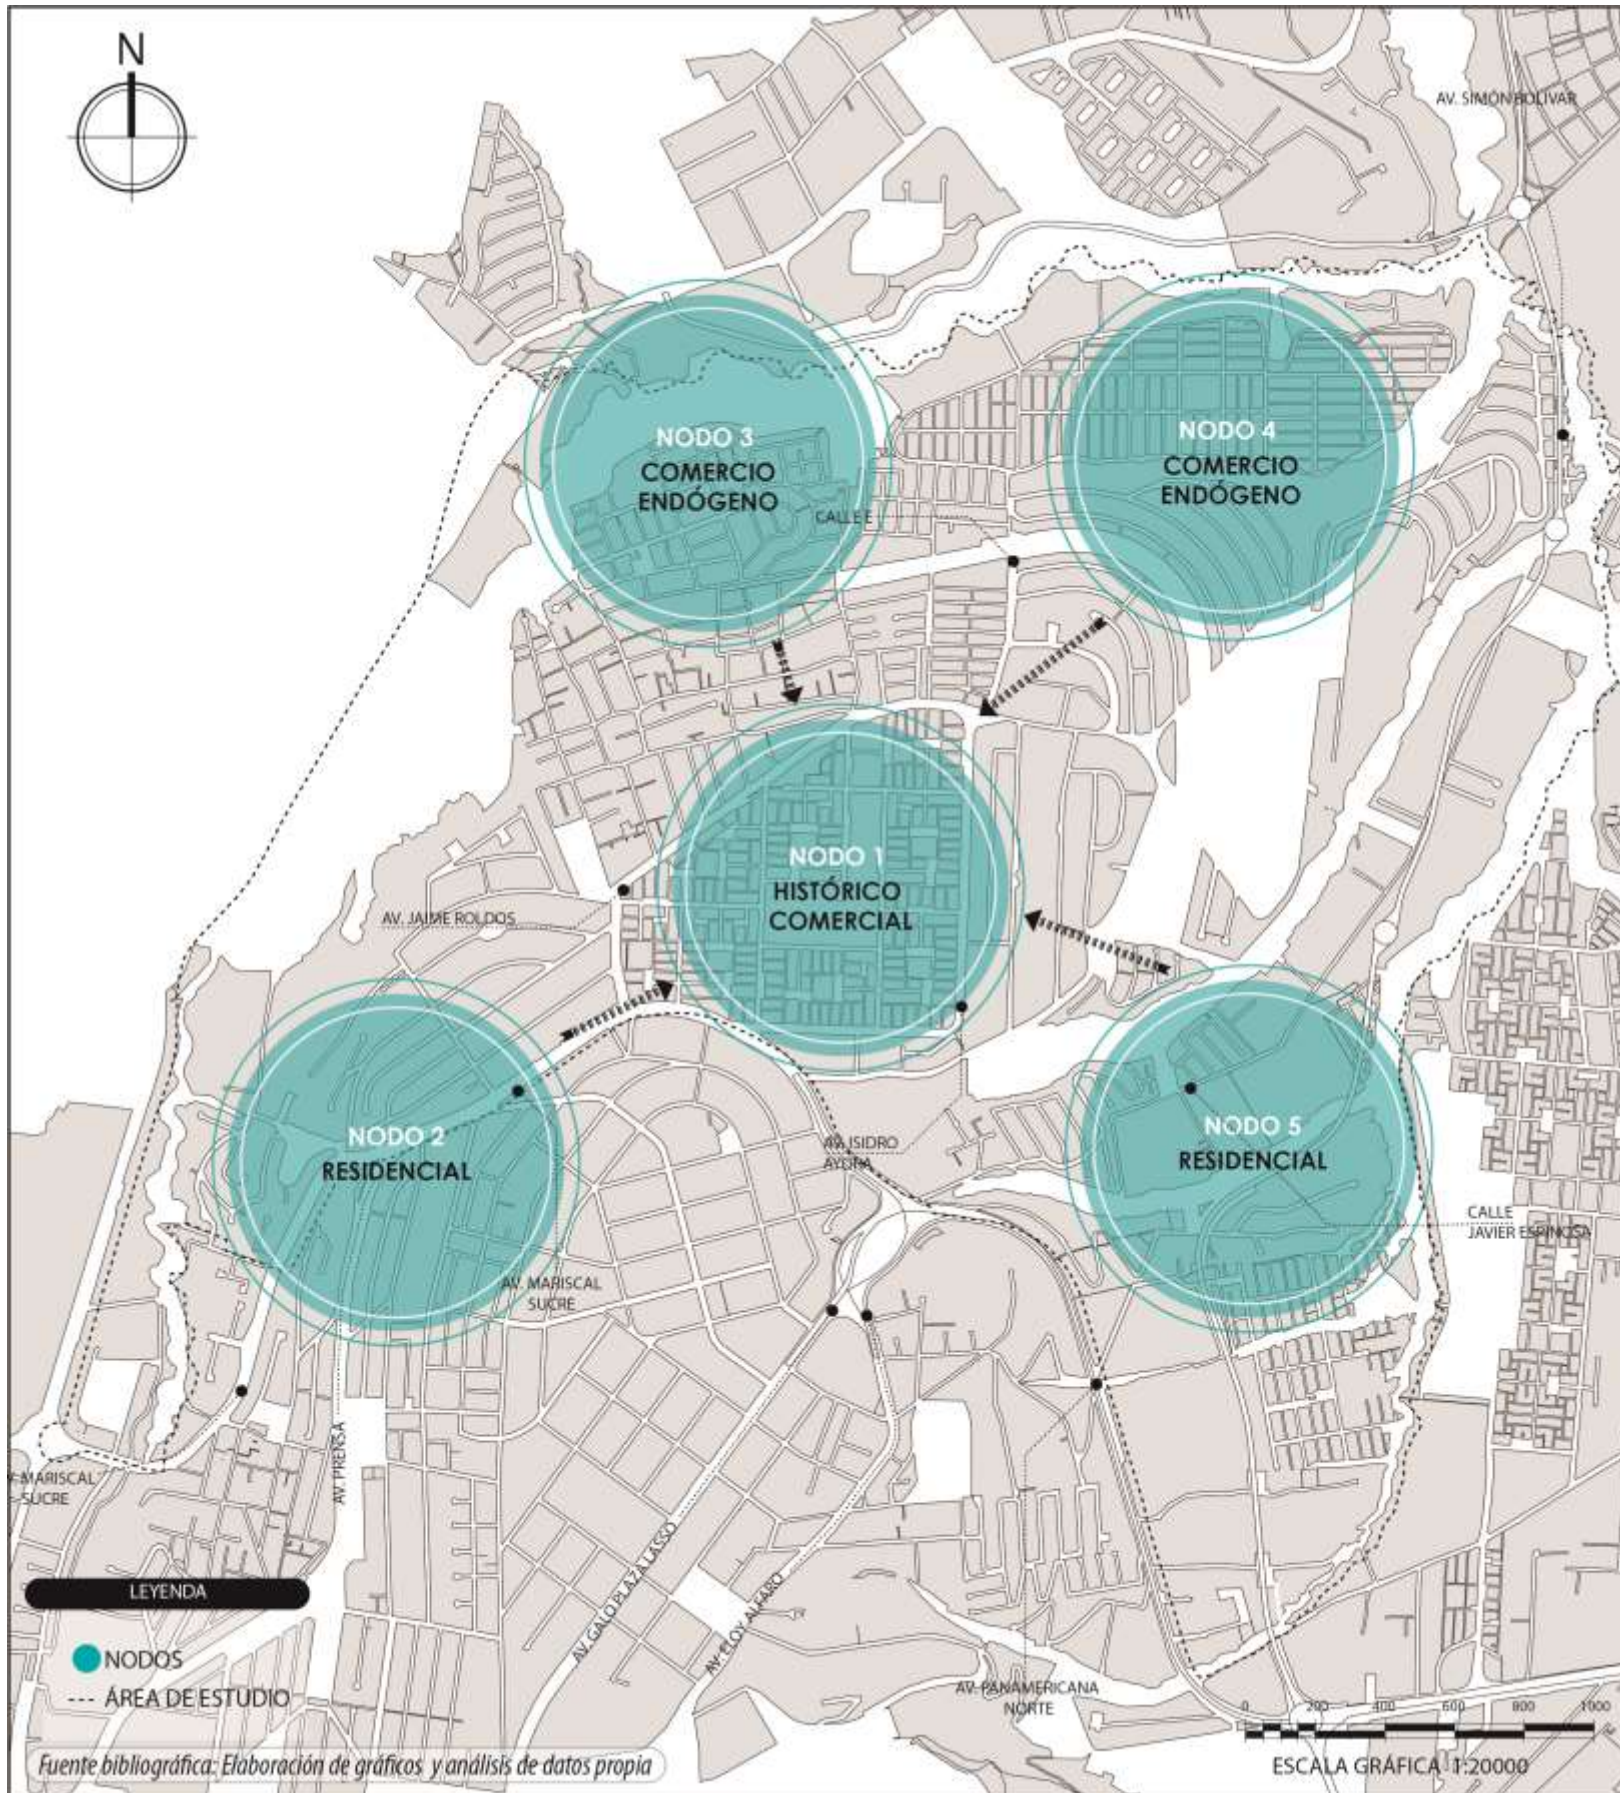 N
AV. SIMÓN BOLIVAR
NODO 3
COMERCIO
ENDÓGENO
NODO 4
COMERCIO
ENDÓGENO
CALLE E
NODO 1
HISTÓRICO
COMERCIAL
AV. JAIME ROLDOS
NODO 2
RESIDENCIAL
AV. ISIDRO
AYORA
NODO 5
RESIDENCIAL
CALLE
JAVIER ESPINOSA
AV. MARISCAL
SUCRE
AV. PRENSA
MARISCAL
SUCRE
AV. GALO PLAZA LASSO
AV. ELOY ALFARO
AV. PANAMERICANA
NORTE
LEYENDA
NODOS
--- ÁREA DE ESTUDIO
0 200 400 600 800 1000
ESCALA GRÁFICA 1:20000
Fuente bibliográfica: Elaboración de gráficos y análisis de datos propia